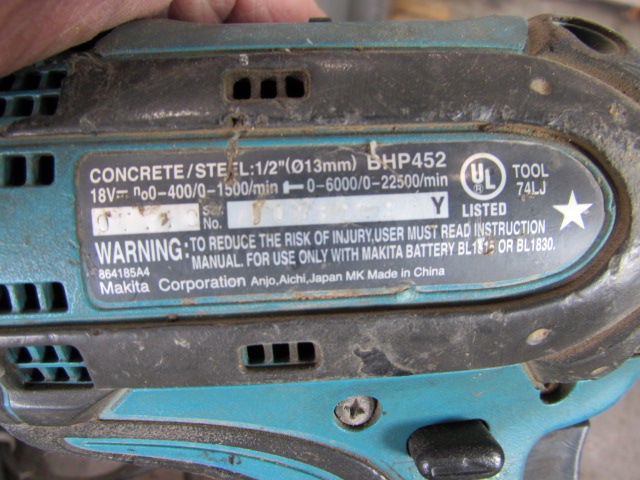 CONCRETE/STEEL:1/2"(Ø13mm) BHP452
18V⎓ n₀0-400/0-1500/min 0-6000/0-22500/min
No. Y
UL
LISTED
TOOL
74LJ
WARNING: TO REDUCE THE RISK OF INJURY,USER MUST READ INSTRUCTION
MANUAL. FOR USE ONLY WITH MAKITA BATTERY BL1815 OR BL1830.
864185A4
Makita Corporation Anjo,Aichi,Japan MK Made in China